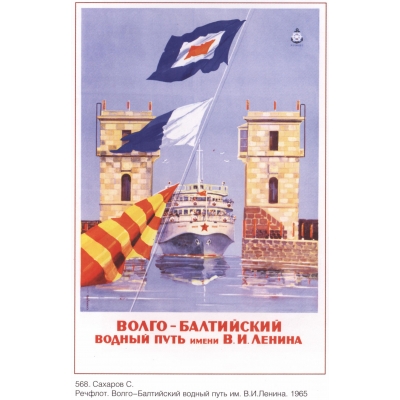 ВОЛГО-БАЛТИЙСКИЙ
ВОДНЫЙ ПУТЬ ИМЕНИ В.И.ЛЕНИНА
568. Сахаров С.
Речфлот. Волго-Балтийский водный путь им. В.И.Ленина. 1965